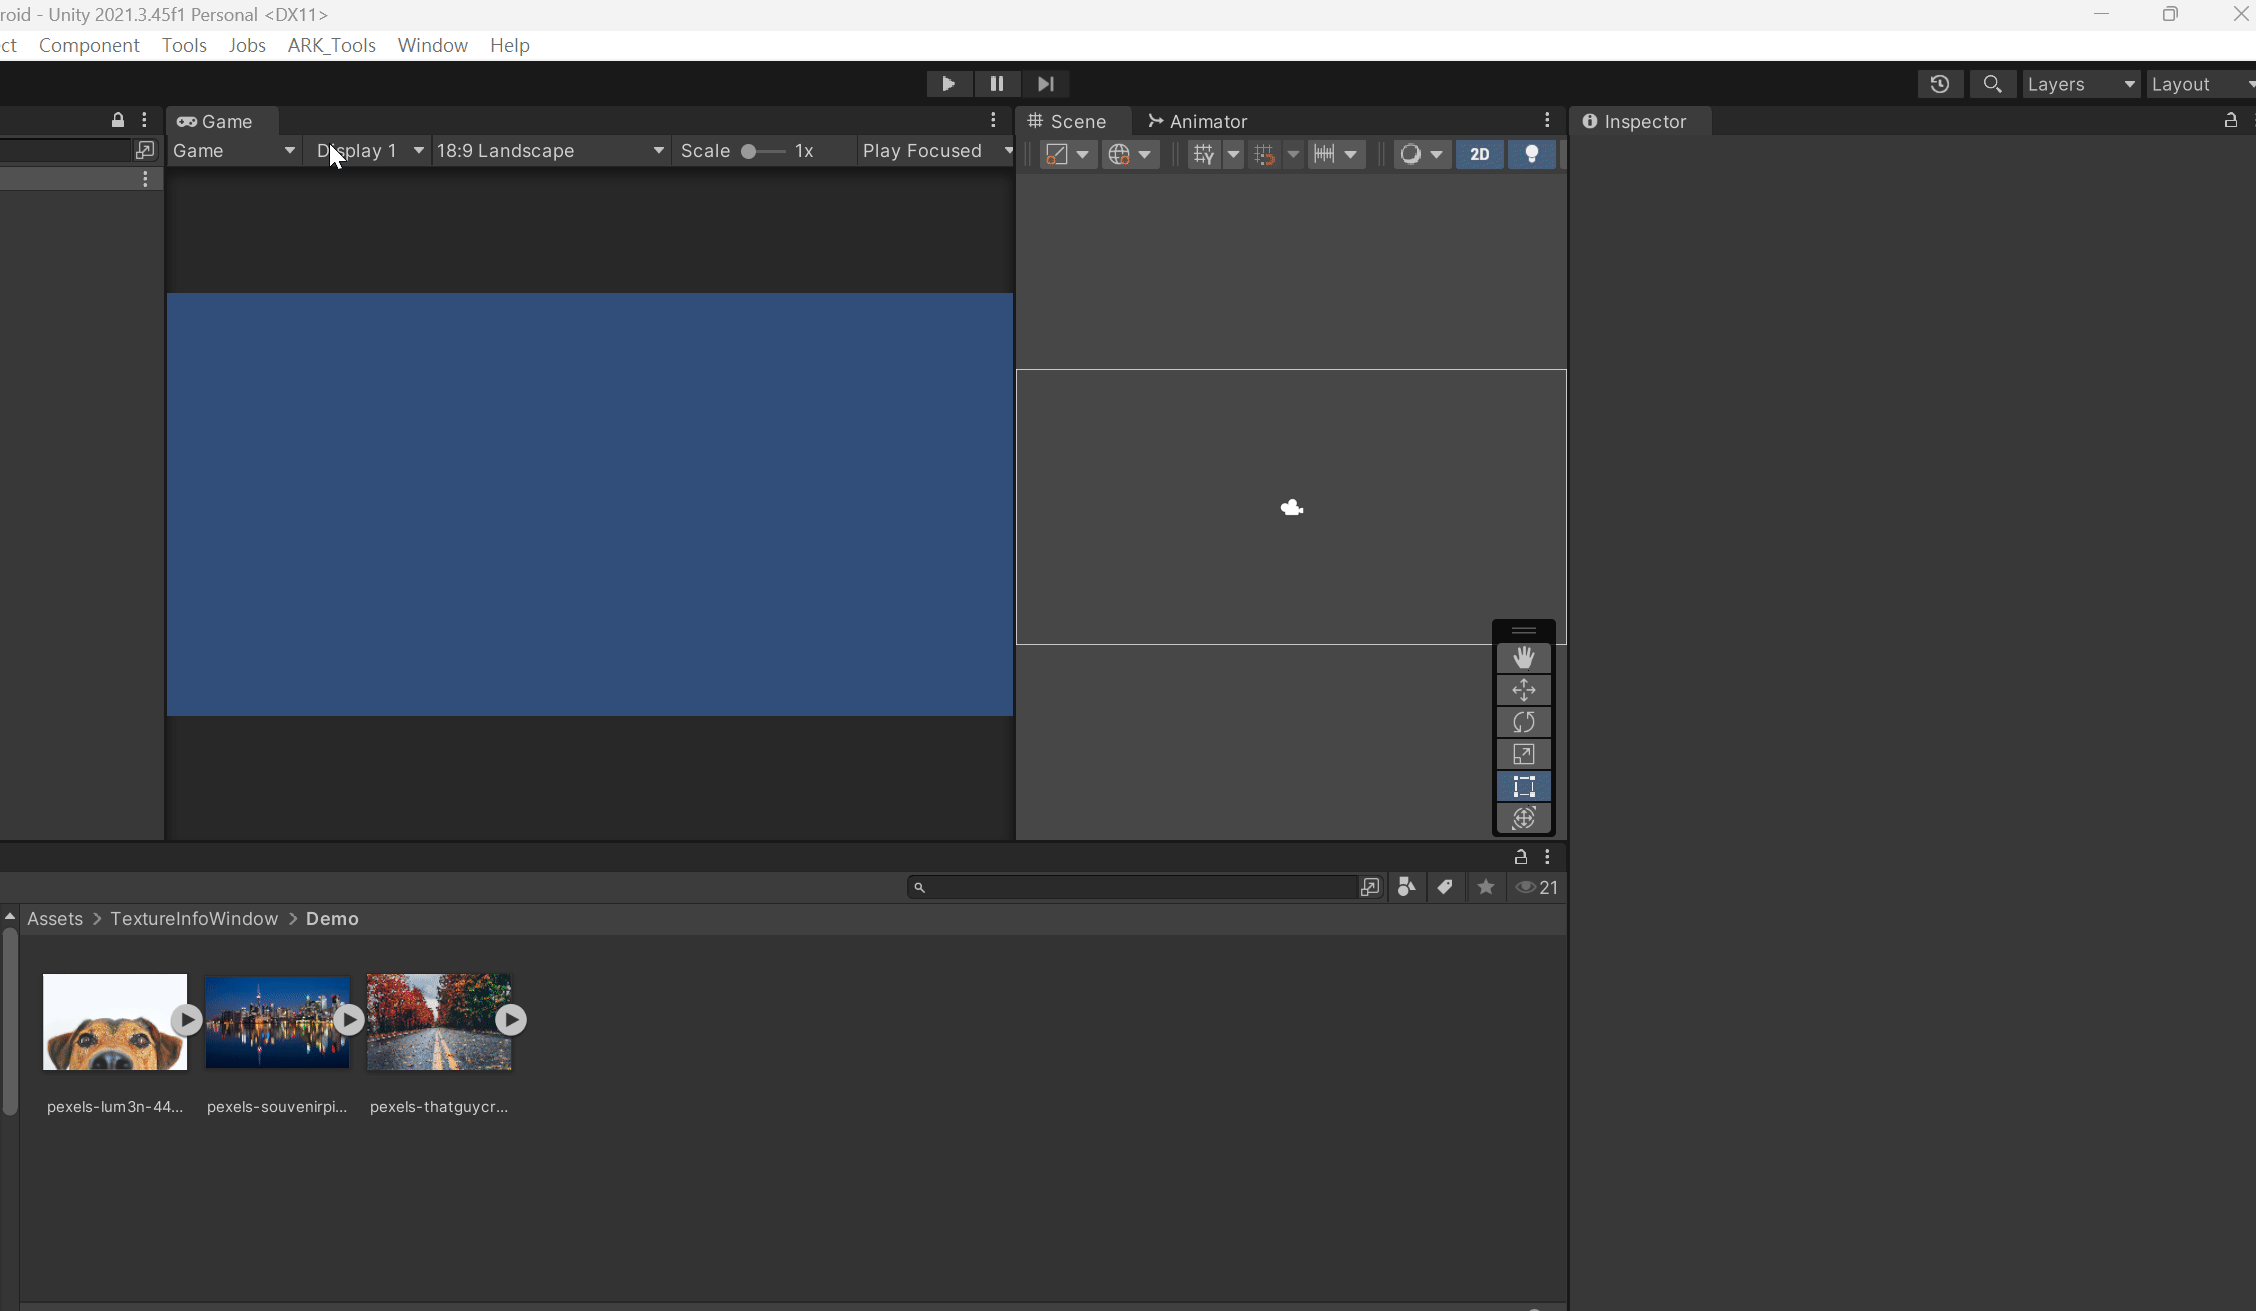 roid - Unity 2021.3.45f1 Personal <DX11>
ct Component Tools Jobs ARK_Tools Window Help
Layers Layout
Game Scene Animator Inspector
Game Display 1 18:9 Landscape Scale 1x Play Focused 2D
21
Assets > TextureInfoWindow > Demo
pexels-lum3n-44... pexels-souvenirpi... pexels-thatguycr...